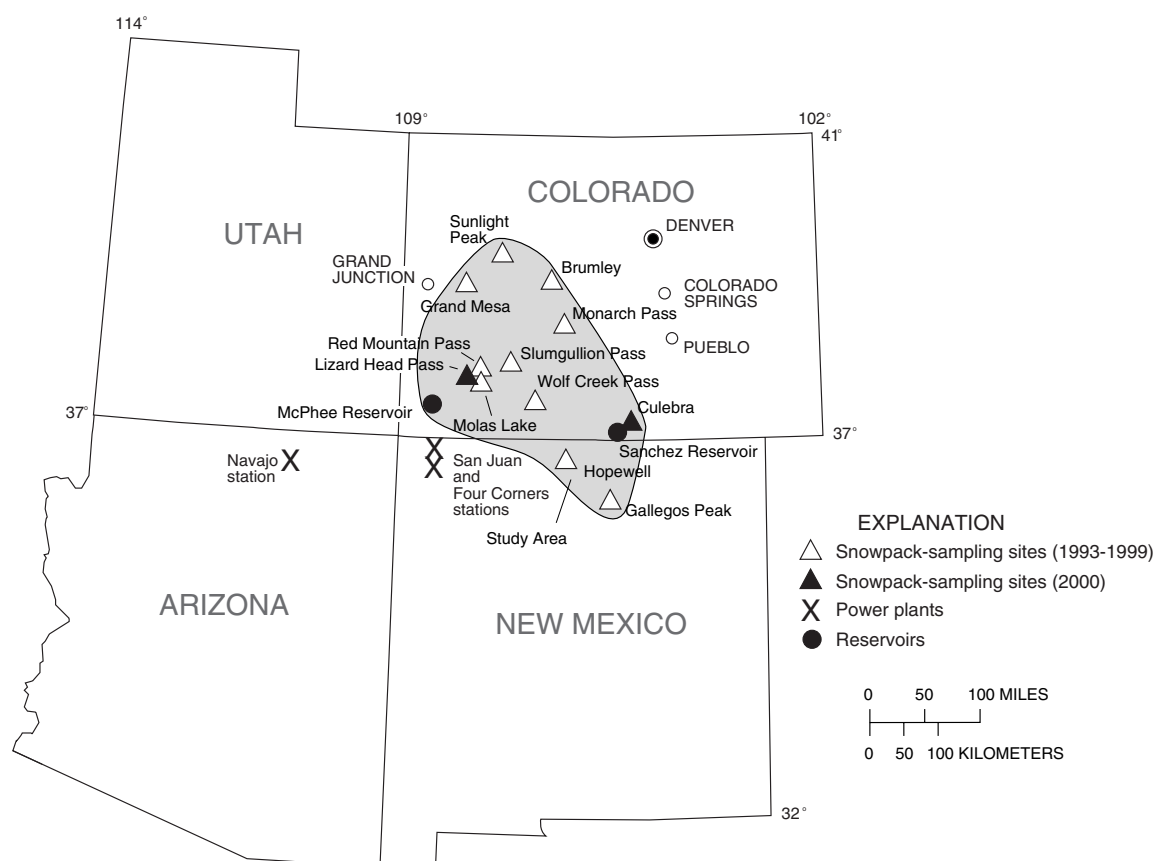 114°
109°
102°
41°
COLORADO
UTAH
Sunlight
Peak
DENVER
GRAND
JUNCTION
Brumley
COLORADO
SPRINGS
Grand Mesa
Monarch Pass
Red Mountain Pass
PUEBLO
Slumgullion Pass
Lizard Head Pass
Wolf Creek Pass
McPhee Reservoir
Culebra
37°
Molas Lake
37°
Sanchez Reservoir
Navajo
station
San Juan
and
Four Corners
stations
Hopewell
Gallegos Peak
Study Area
EXPLANATION
Snowpack-sampling sites (1993-1999)
Snowpack-sampling sites (2000)
Power plants
Reservoirs
ARIZONA
NEW MEXICO
0 50 100 MILES
0 50 100 KILOMETERS
32°